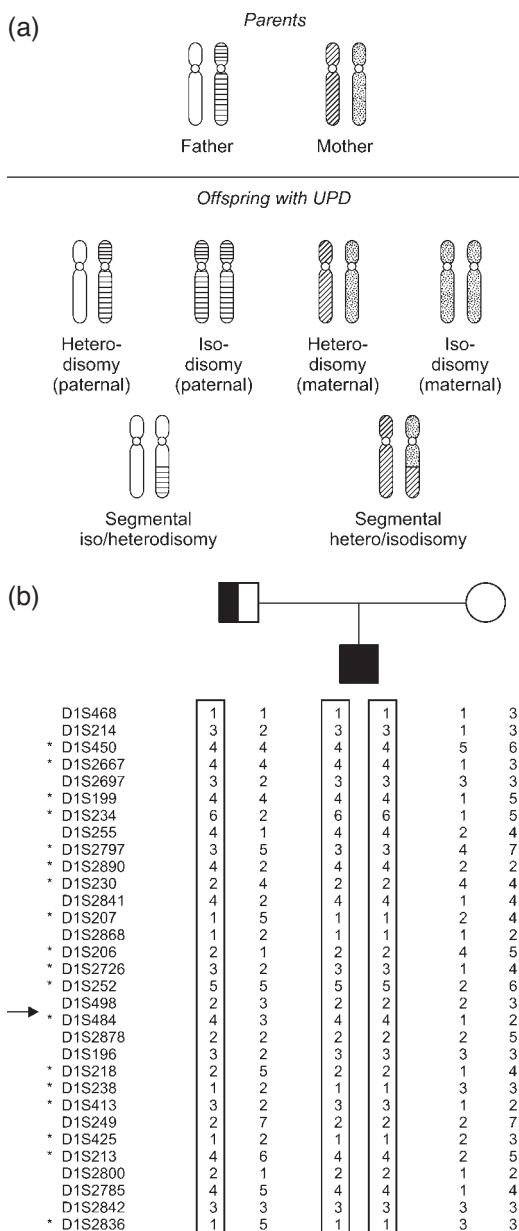 (a)
Parents
Father Mother
Offspring with UPD
Hetero-
disomy
(paternal)
Iso-
disomy
(paternal)
Hetero-
disomy
(maternal)
Iso-
disomy
(maternal)
Segmental
iso/heterodisomy
Segmental
hetero/isodisomy
(b)
D1S468 1 1 1 1 1 3
D1S214 3 2 3 3 1 3
* D1S450 4 4 4 4 5 6
* D1S2667 4 4 4 4 1 3
D1S2697 3 2 3 3 3 3
* D1S199 4 4 4 4 1 5
* D1S234 6 2 6 6 1 5
D1S255 4 1 4 4 2 4
* D1S2797 3 5 3 3 4 7
* D1S2890 4 2 4 4 2 2
* D1S230 2 4 2 2 4 4
D1S2841 4 2 4 4 1 4
* D1S207 1 5 1 1 2 4
D1S2868 1 2 1 1 1 2
* D1S206 2 1 2 2 4 5
* D1S2726 3 2 3 3 1 4
* D1S252 5 5 5 5 2 6
D1S498 2 3 2 2 2 3
* D1S484 4 3 4 4 1 2
D1S2878 2 2 2 2 2 5
D1S196 3 2 3 3 3 3
* D1S218 2 5 2 2 1 4
* D1S238 1 2 1 1 3 3
* D1S413 3 2 3 3 1 2
D1S249 2 7 2 2 2 7
* D1S425 1 2 1 1 2 3
* D1S213 4 6 4 4 2 5
D1S2800 2 1 2 2 1 2
D1S2785 4 5 4 4 1 4
D1S2842 3 3 3 3 3 3
* D1S2836 1 5 1 1 3 3